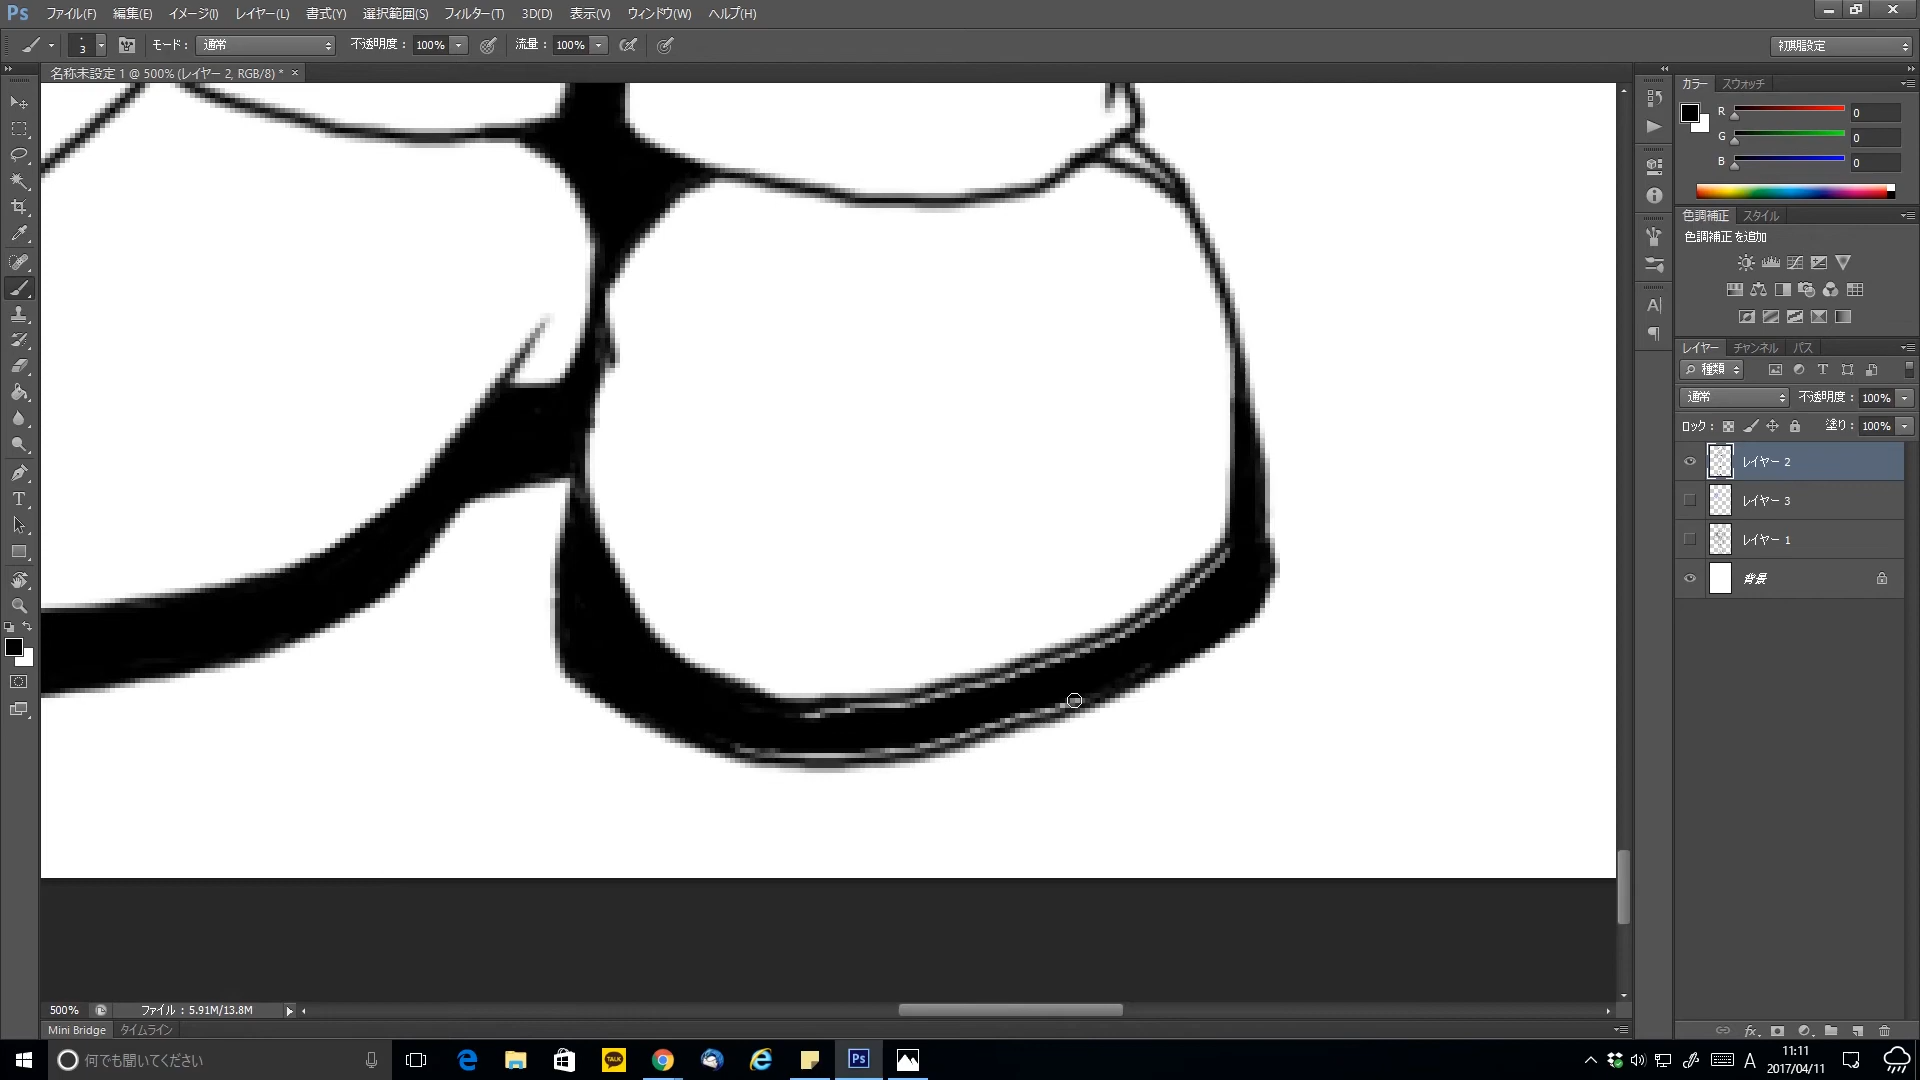 Ps ファイル(F) 編集(E) イメージ(I) レイヤー(L) 書式(Y) 選択範囲(S) フィルター(T) 3D(D) 表示(V) ウィンドウ(W) ヘルプ(H)
3 モード： 通常 不透明度： 100% 流量： 100% 初期設定
名称未設定 1 @ 500% (レイヤー 2, RGB/8) * ×
カラー スウォッチ
R 0
G 0
B 0
色調補正 スタイル
色調補正を追加
レイヤー チャンネル パス
種類
通常 不透明度： 100%
ロック： 塗り： 100%
レイヤー 2
レイヤー 3
レイヤー 1
背景
500% ファイル：5.91M/13.8M
Mini Bridge タイムライン
何でも聞いてください TALK Ps A 11:11
2017/04/11